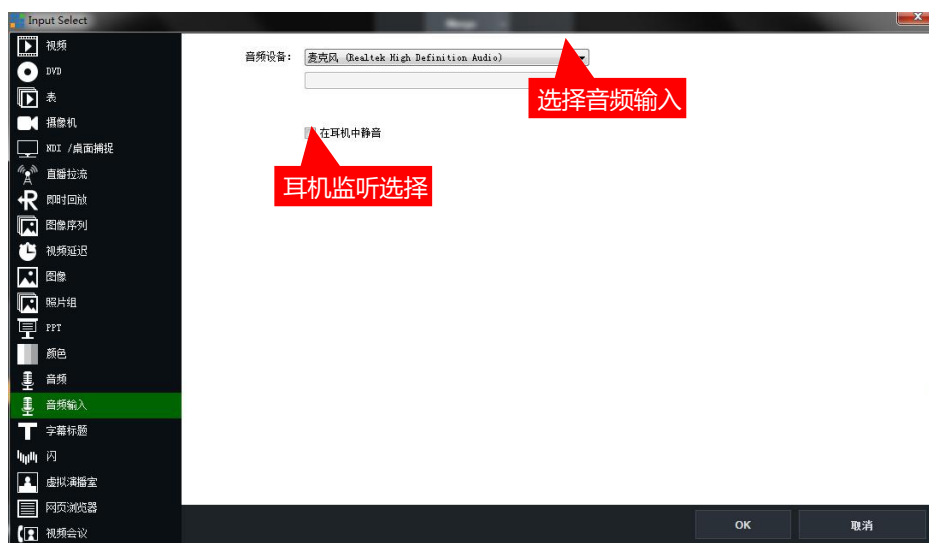 Input Select
视频
音频设备:
麦克风 (Realtek High Definition Audio)
DVD
选择音频输入
表
摄像机
在耳机中静音
NDI /桌面捕捉
直播拉流
耳机监听选择
即时回放
图像序列
视频延迟
图像
照片组
PPT
颜色
音频
音频输入
字幕标题
闪
虚拟演播室
网页浏览器
视频会议
OK
取消